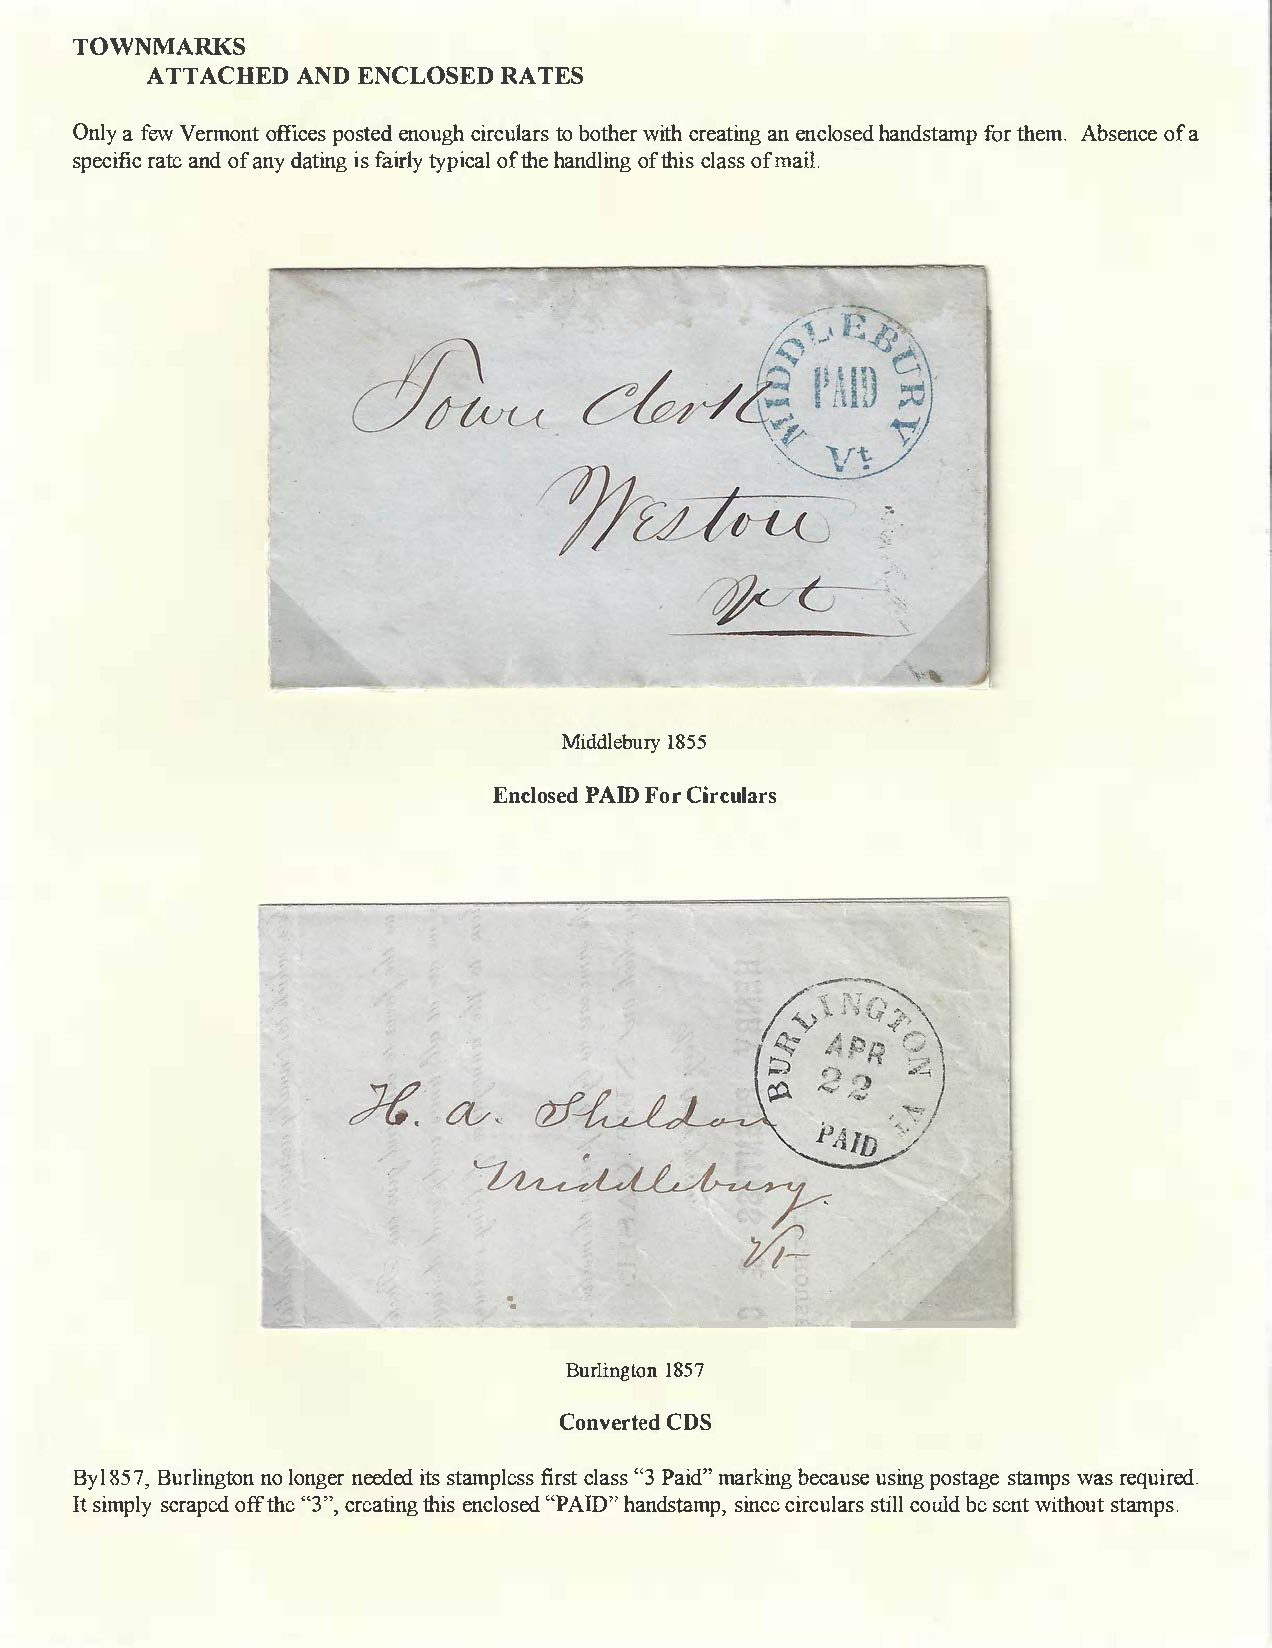 TOWNMARKS
ATTACHED AND ENCLOSED RATES
Only a few Vermont offices posted enough circulars to bother with creating an enclosed handstamp for them. Absence of a
specific rate and of any dating is fairly typical of the handling of this class of mail.
MIDDLEBURY
PAID
Vt.
Town Clerk
Weston
Vt
Middlebury 1855
Enclosed PAID For Circulars
BURLINGTON VT
APR
22
PAID
H. A. Sheldon
Middlebury.
Vt
Burlington 1857
Converted CDS
By1857, Burlington no longer needed its stampless first class “3 Paid” marking because using postage stamps was required.
It simply scraped off the “3”, creating this enclosed “PAID” handstamp, since circulars still could be sent without stamps.